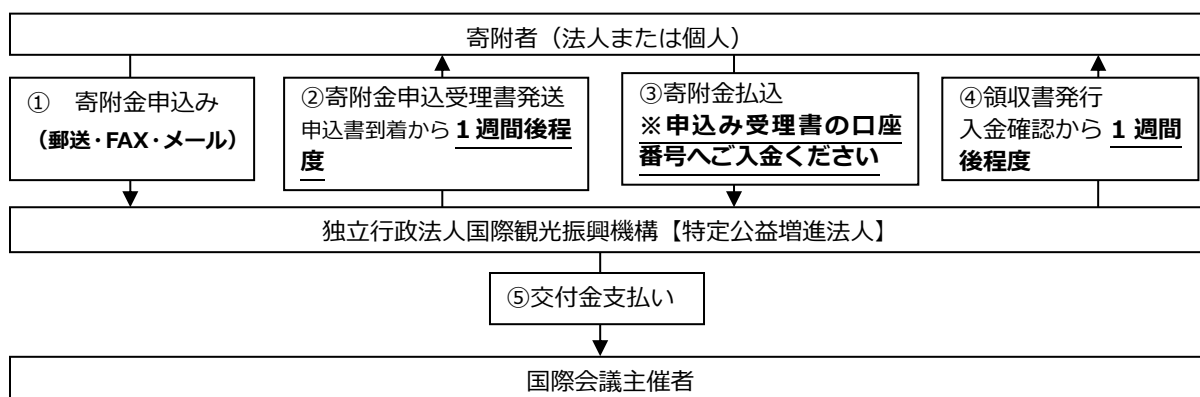 寄附者（法人または個人）
① 寄附金申込み
（郵送・FAX・メール）
②寄附金申込受理書発送
申込書到着から 1 週間後程
度
③寄附金払込
※申込み受理書の口座
番号へご入金ください
④領収書発行
入金確認から 1 週間
後程度
独立行政法人国際観光振興機構【特定公益増進法人】
⑤交付金支払い
国際会議主催者